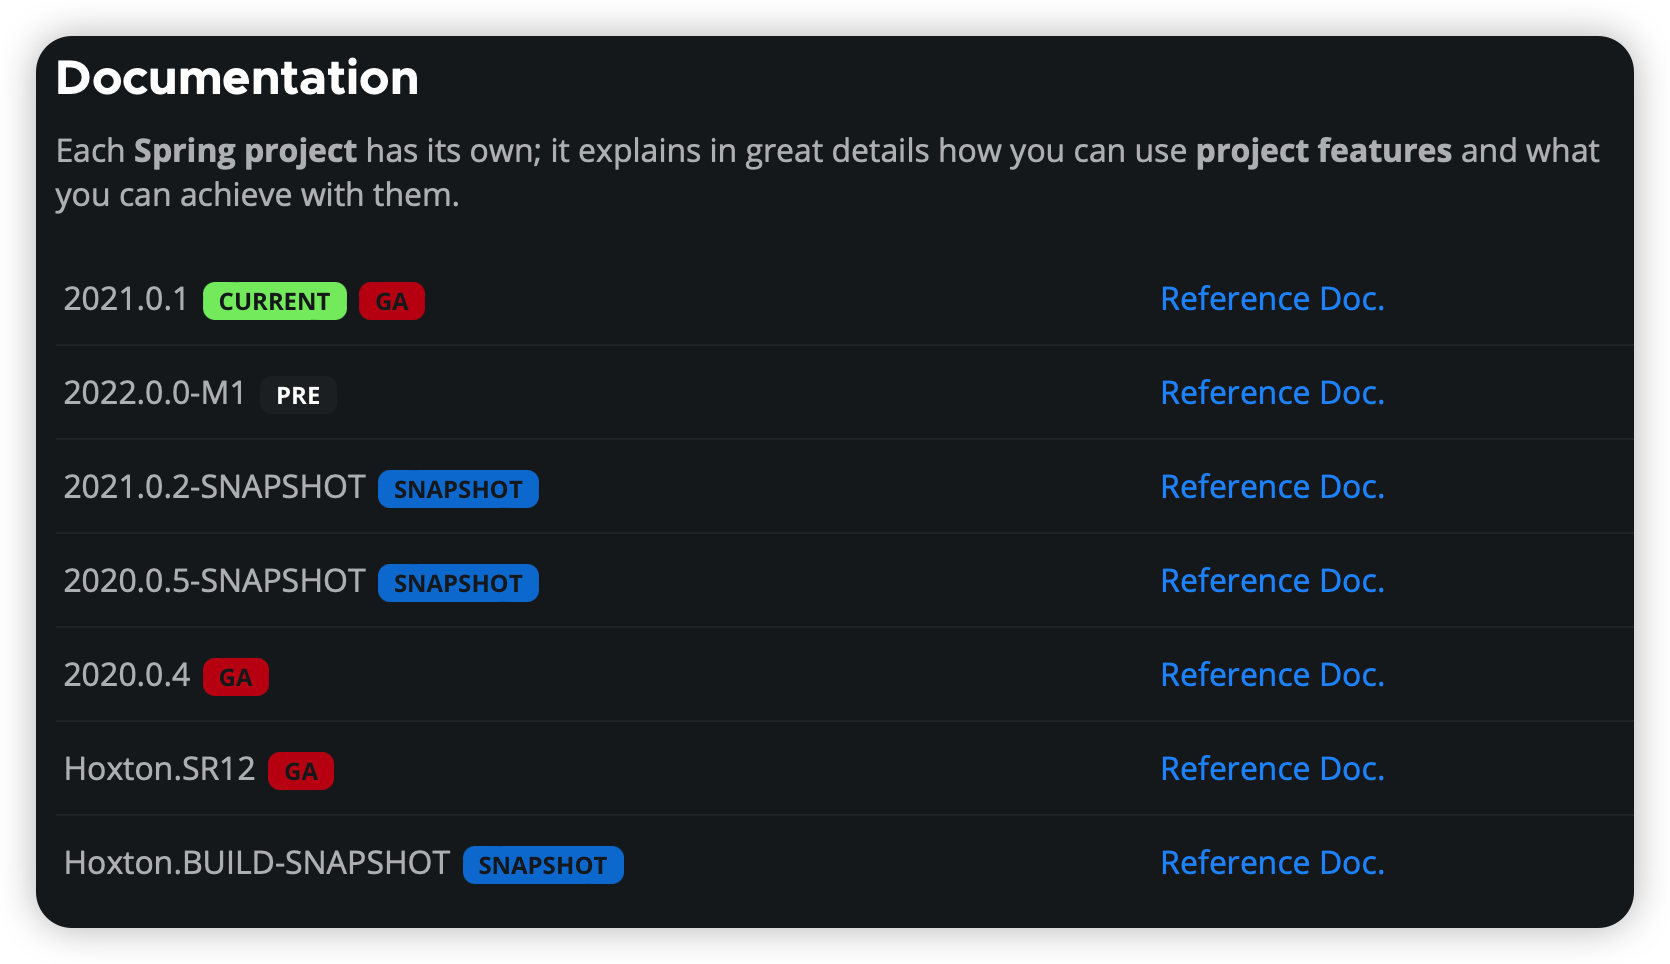 Documentation
Each Spring project has its own; it explains in great details how you can use project features and what
you can achieve with them.
2021.0.1 CURRENT GA Reference Doc.
2022.0.0-M1 PRE Reference Doc.
2021.0.2-SNAPSHOT SNAPSHOT Reference Doc.
2020.0.5-SNAPSHOT SNAPSHOT Reference Doc.
2020.0.4 GA Reference Doc.
Hoxton.SR12 GA Reference Doc.
Hoxton.BUILD-SNAPSHOT SNAPSHOT Reference Doc.